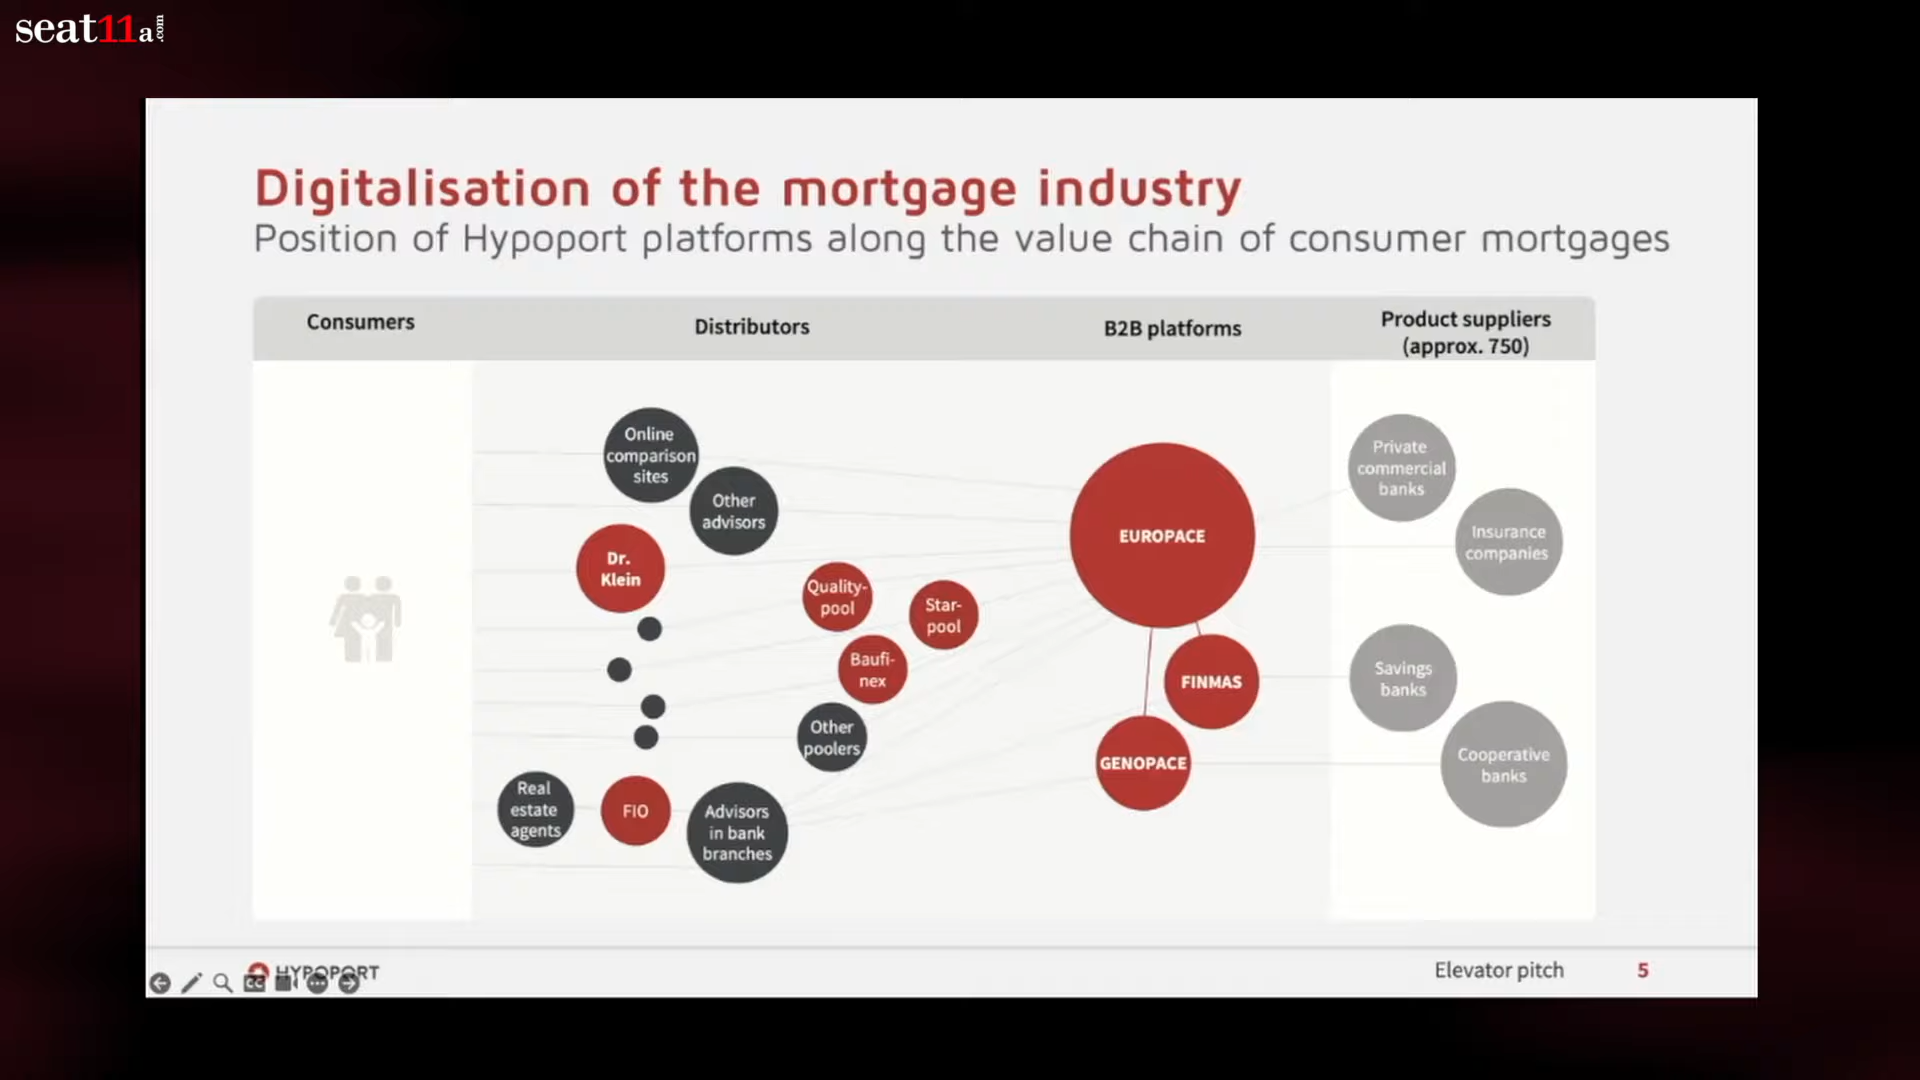 seat11a.com
Digitalisation of the mortgage industry
Position of Hypoport platforms along the value chain of consumer mortgages
Consumers
Distributors
B2B platforms
Product suppliers
(approx. 750)
Online
comparison
sites
Other
advisors
Dr.
Klein
Quality-
pool
Star-
pool
Baufi-
nex
Other
poolers
Real
estate
agents
FIO
Advisors
in bank
branches
EUROPACE
FINMAS
GENOPACE
Private
commercial
banks
Insurance
companies
Savings
banks
Cooperative
banks
HYPOPORT
CC
Elevator pitch
5